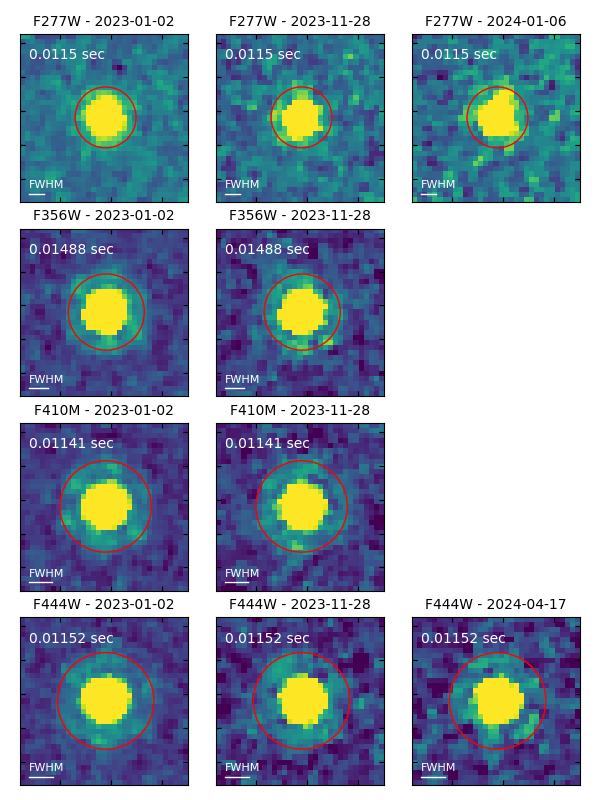 F277W - 2023-01-02
0.0115 sec
FWHM
F277W - 2023-11-28
0.0115 sec
FWHM
F277W - 2024-01-06
0.0115 sec
FWHM
F356W - 2023-01-02
0.01488 sec
FWHM
F356W - 2023-11-28
0.01488 sec
FWHM
F410M - 2023-01-02
0.01141 sec
FWHM
F410M - 2023-11-28
0.01141 sec
FWHM
F444W - 2023-01-02
0.01152 sec
FWHM
F444W - 2023-11-28
0.01152 sec
FWHM
F444W - 2024-04-17
0.01152 sec
FWHM